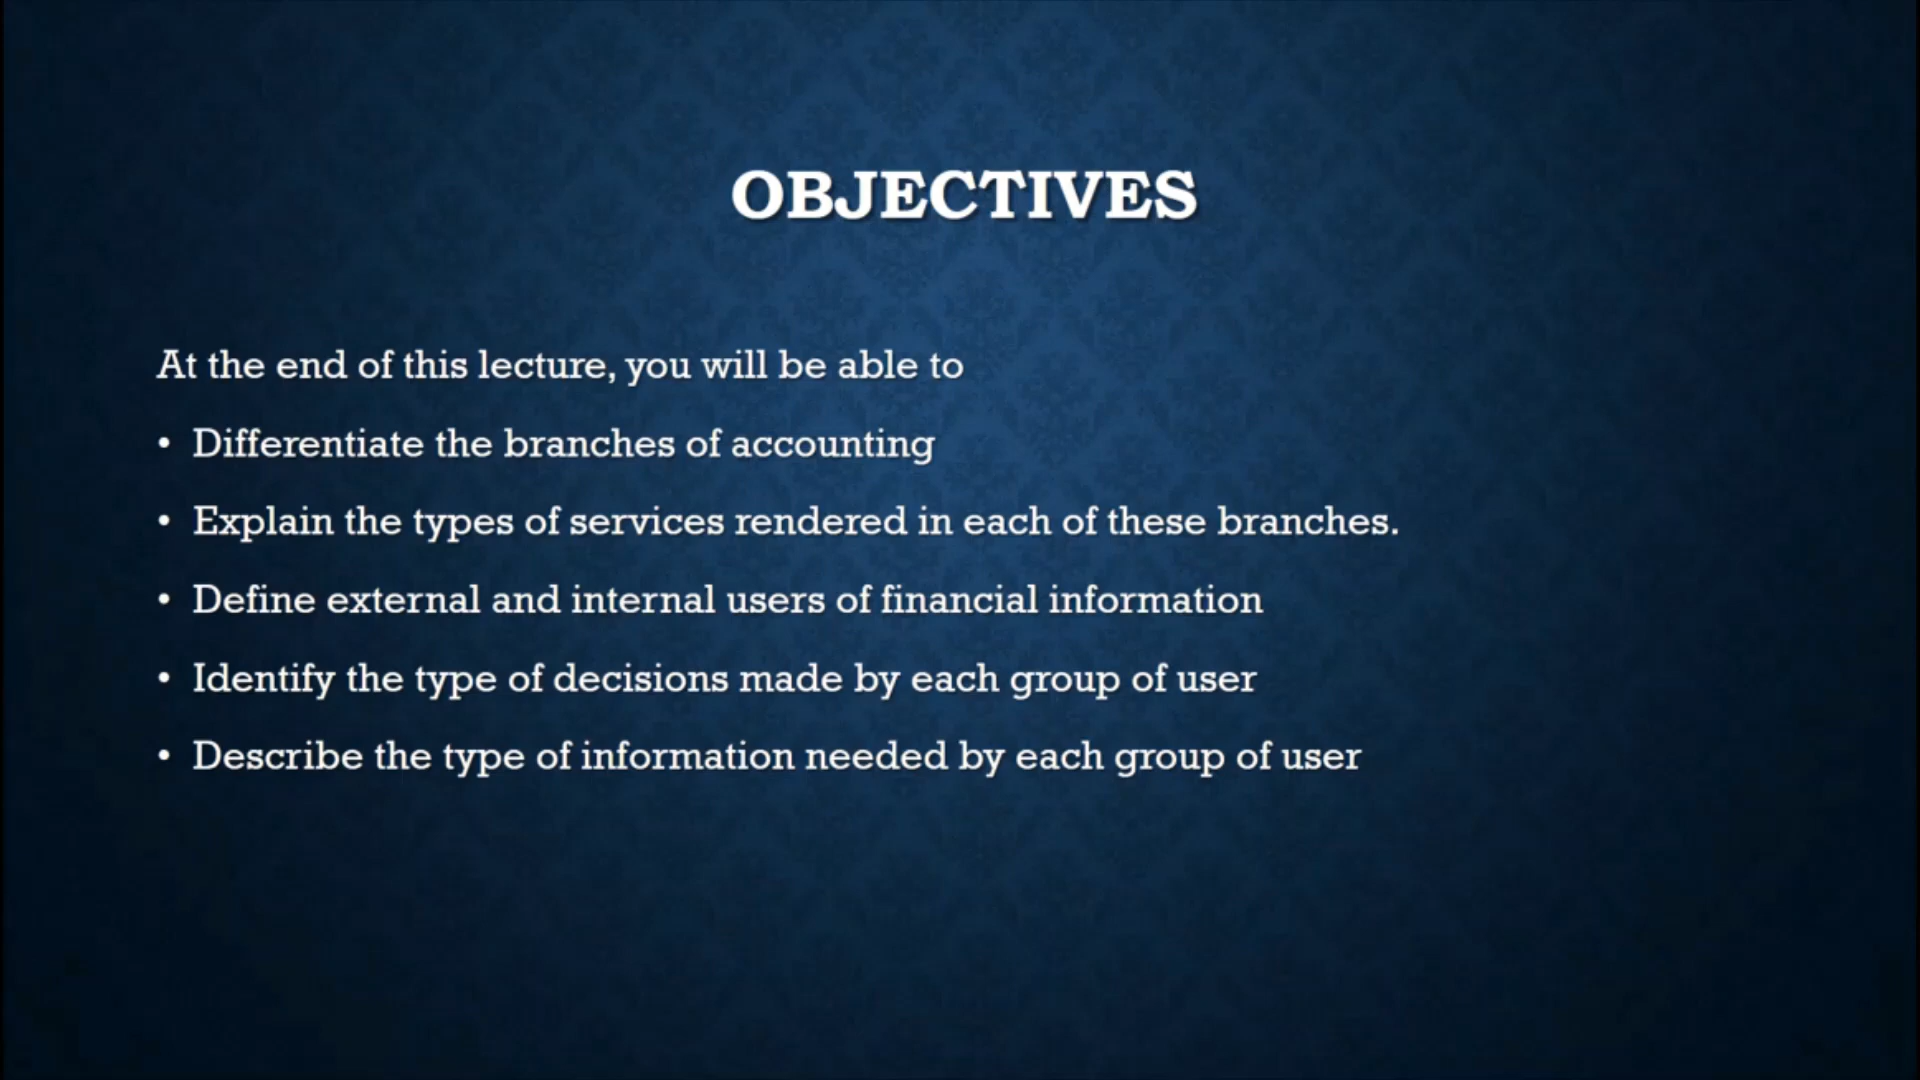 OBJECTIVES
At the end of this lecture, you will be able to
• Differentiate the branches of accounting
• Explain the types of services rendered in each of these branches.
• Define external and internal users of financial information
• Identify the type of decisions made by each group of user
• Describe the type of information needed by each group of user